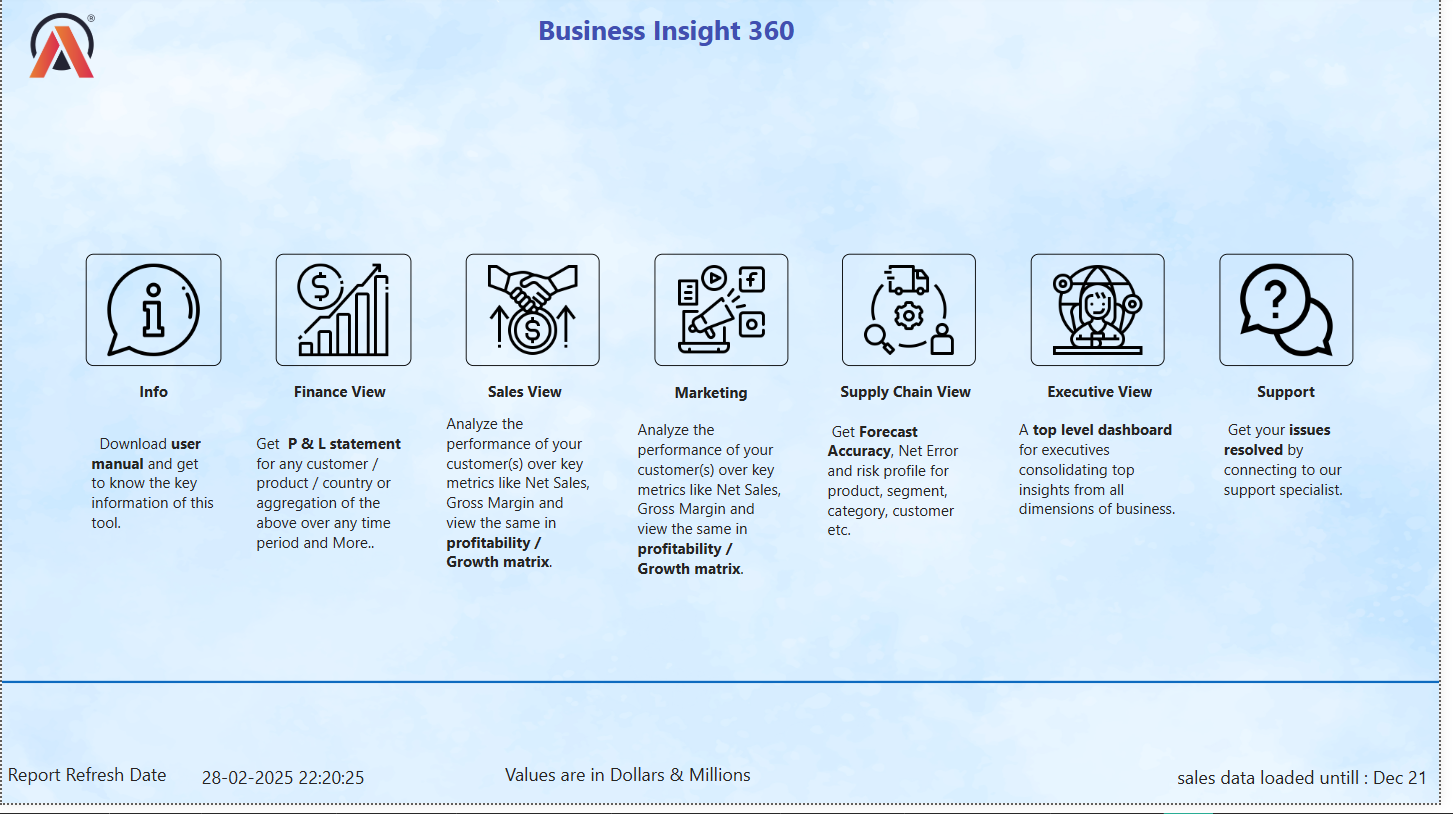 ®
Business Insight 360
Info
Download user
manual and get
to know the key
information of this
tool.
Finance View
Get P & L statement
for any customer /
product / country or
aggregation of the
above over any time
period and More..
Sales View
Analyze the
performance of your
customer(s) over key
metrics like Net Sales,
Gross Margin and
view the same in
profitability /
Growth matrix.
Marketing
Analyze the
performance of your
customer(s) over key
metrics like Net Sales,
Gross Margin and
view the same in
profitability /
Growth matrix.
Supply Chain View
Get Forecast
Accuracy, Net Error
and risk profile for
product, segment,
category, customer
etc.
Executive View
A top level dashboard
for executives
consolidating top
insights from all
dimensions of business.
Support
Get your issues
resolved by
connecting to our
support specialist.
Report Refresh Date
28-02-2025 22:20:25
Values are in Dollars & Millions
sales data loaded untill : Dec 21